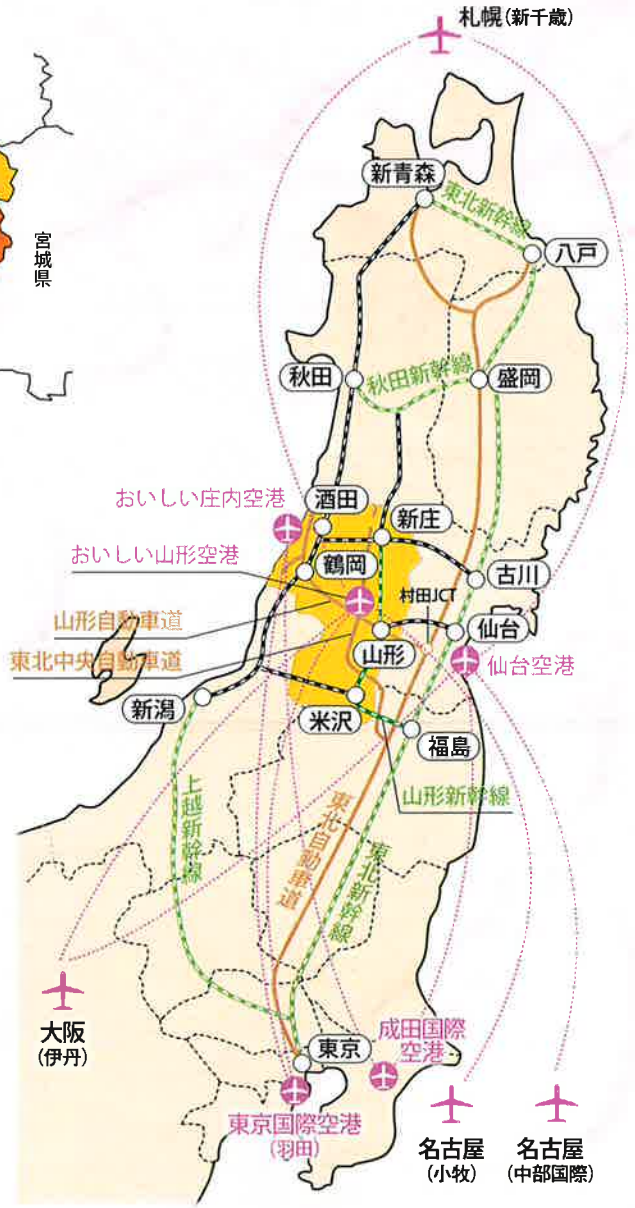 札幌(新千歳)
新青森
東北新幹線
八戸
宮城県
秋田
秋田新幹線
盛岡
おいしい庄内空港
酒田
新庄
おいしい山形空港
鶴岡
古川
村田JCT
山形自動車道
仙台
東北中央自動車道
山形
仙台空港
新潟
米沢
福島
山形新幹線
上越新幹線
東北自動車道
東北新幹線
大阪
(伊丹)
東京
成田国際
空港
東京国際空港
(羽田)
名古屋
(小牧)
名古屋
(中部国際)